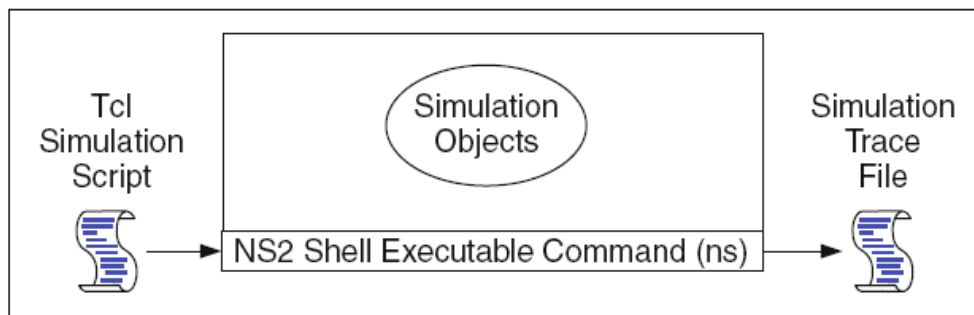 Tcl
Simulation
Script
Simulation
Objects
NS2 Shell Executable Command (ns)
Simulation
Trace
File